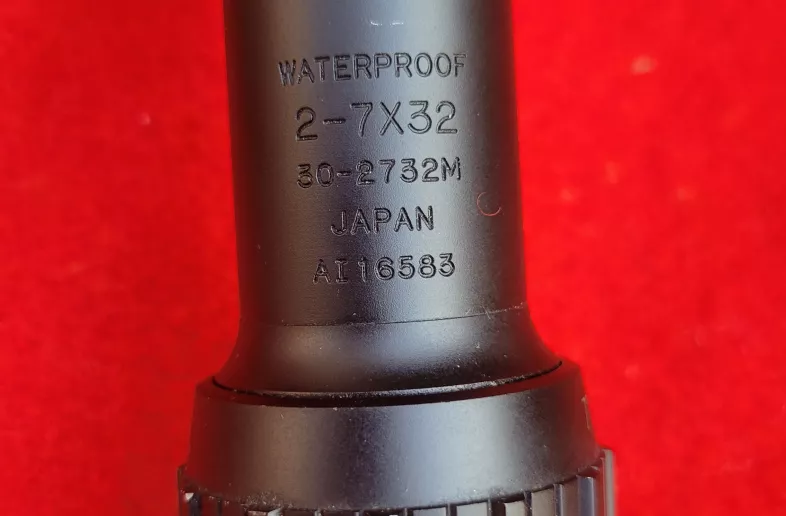 WATERPROOF
2-7X32
30-2732M
JAPAN
AI16583